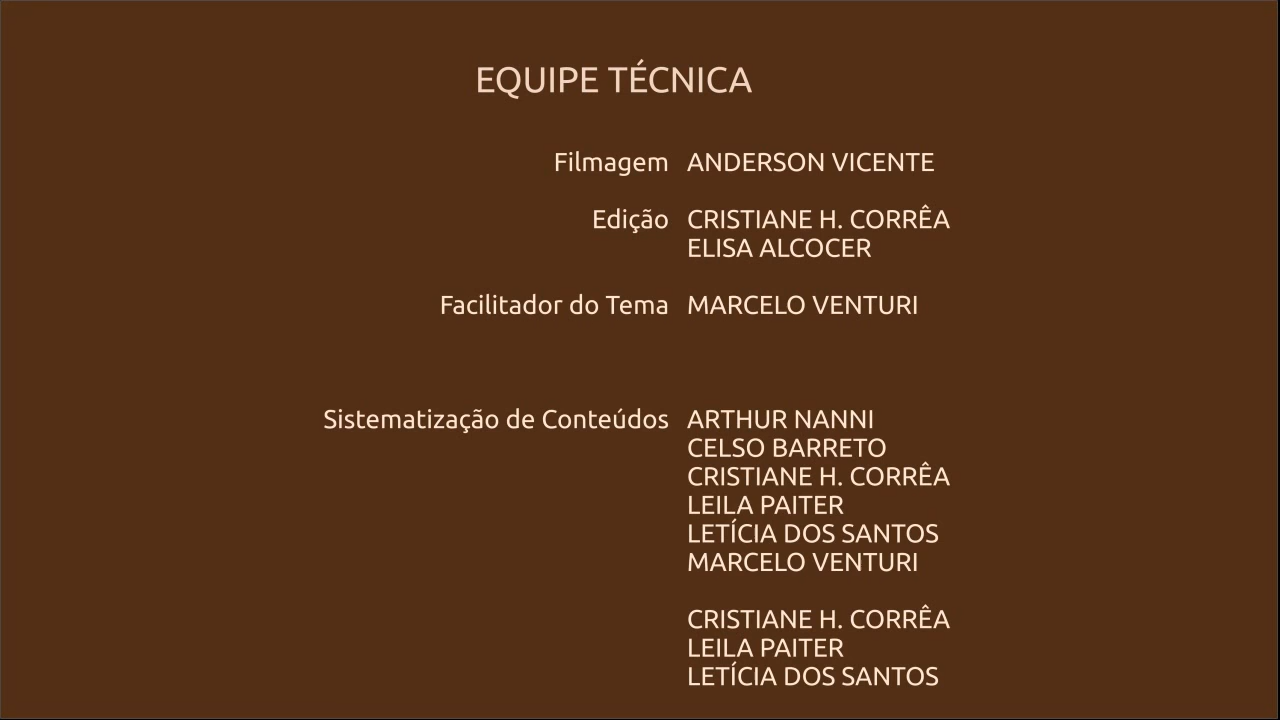 EQUIPE TÉCNICA
Filmagem ANDERSON VICENTE
Edição CRISTIANE H. CORRÊA
ELISA ALCOCER
Facilitador do Tema MARCELO VENTURI
Sistematização de Conteúdos ARTHUR NANNI
CELSO BARRETO
CRISTIANE H. CORRÊA
LEILA PAITER
LETÍCIA DOS SANTOS
MARCELO VENTURI
CRISTIANE H. CORRÊA
LEILA PAITER
LETÍCIA DOS SANTOS